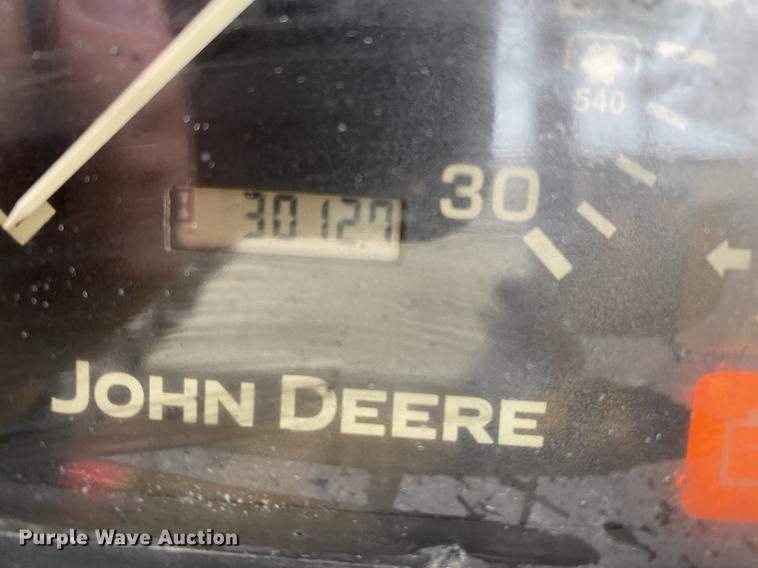 540
30
30127
JOHN DEERE
Purple Wave Auction